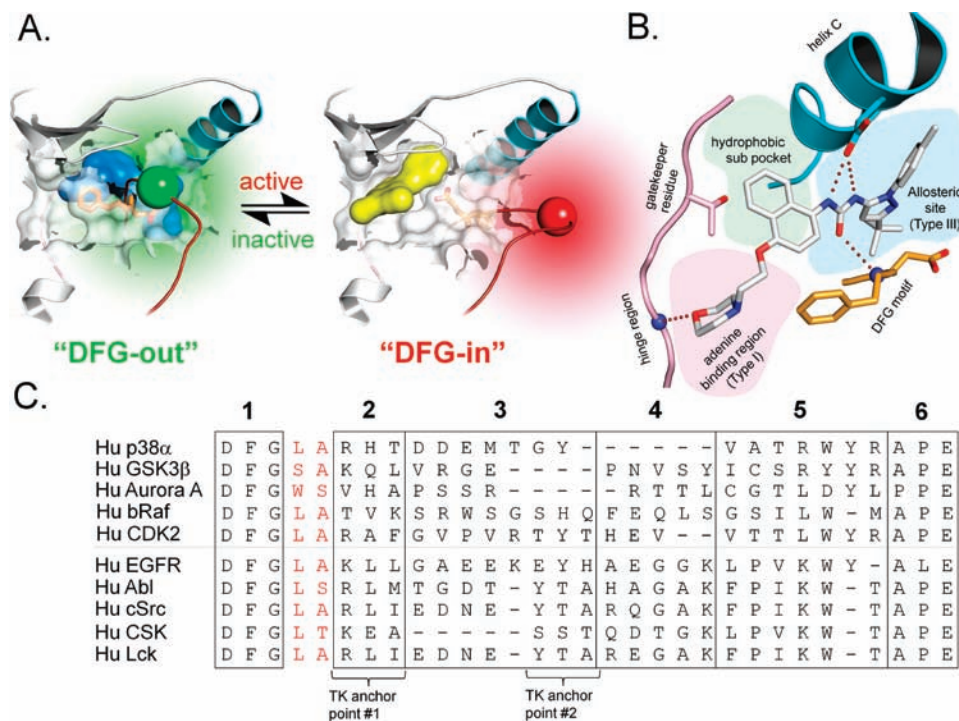 A.
"DFG-out"
active
inactive
"DFG-in"
B.
helix C
hydrophobic
sub pocket
gatekeeper
residue
Allosteric
site
(Type III)
DFG motif
hinge region
adenine
binding region
(Type I)
C.
1 2 3 4 5 6
Hu p38α D F G L A R H T D D E M T G Y - - - - - - V A T R W Y R A P E
Hu GSK3β D F G S A K Q L V R G E - - - - P N V S Y I C S R Y Y R A P E
Hu Aurora A D F G W S V H A P S S R - - - - - R T T L C G T L D Y L P P E
Hu bRaf D F G L A T V K S R W S G S H Q F E Q L S G S I L W - M A P E
Hu CDK2 D F G L A R A F G V P V R T Y T H E V - - V T T L W Y R A P E
Hu EGFR D F G L A K L L G A E E K E Y H A E G G K L P V K W Y - A L E
Hu Abl D F G L S R L M T G D T - Y T A H A G A K F P I K W - T A P E
Hu cSrc D F G L A R L I E D N E - Y T A R Q G A K F P I K W - T A P E
Hu CSK D F G L T K E A - - - - - S S T Q D T G K L P V K W - T A P E
Hu Lck D F G L A R L I E D N E - Y T A R E G A K F P I K W - T A P E
TK anchor
point #1
TK anchor
point #2